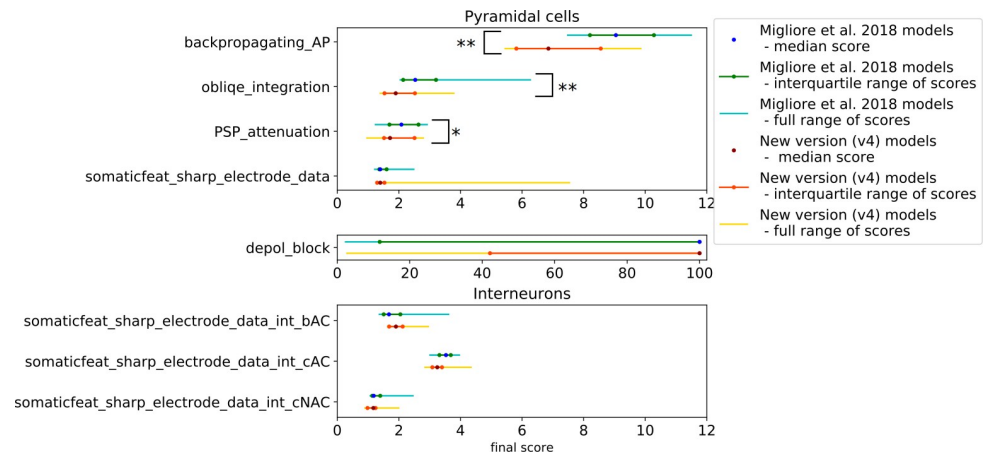 Pyramidal cells
backpropagating_AP
**
obliqe_integration
**
PSP_attenuation
*
somaticfeat_sharp_electrode_data
0 2 4 6 8 10 12
depol_block
0 20 40 60 80 100
Interneurons
somaticfeat_sharp_electrode_data_int_bAC
somaticfeat_sharp_electrode_data_int_cAC
somaticfeat_sharp_electrode_data_int_cNAC
0 2 4 6 8 10 12
final score
Migliore et al. 2018 models
- median score
Migliore et al. 2018 models
- interquartile range of scores
Migliore et al. 2018 models
- full range of scores
New version (v4) models
- median score
New version (v4) models
- interquartile range of scores
New version (v4) models
- full range of scores